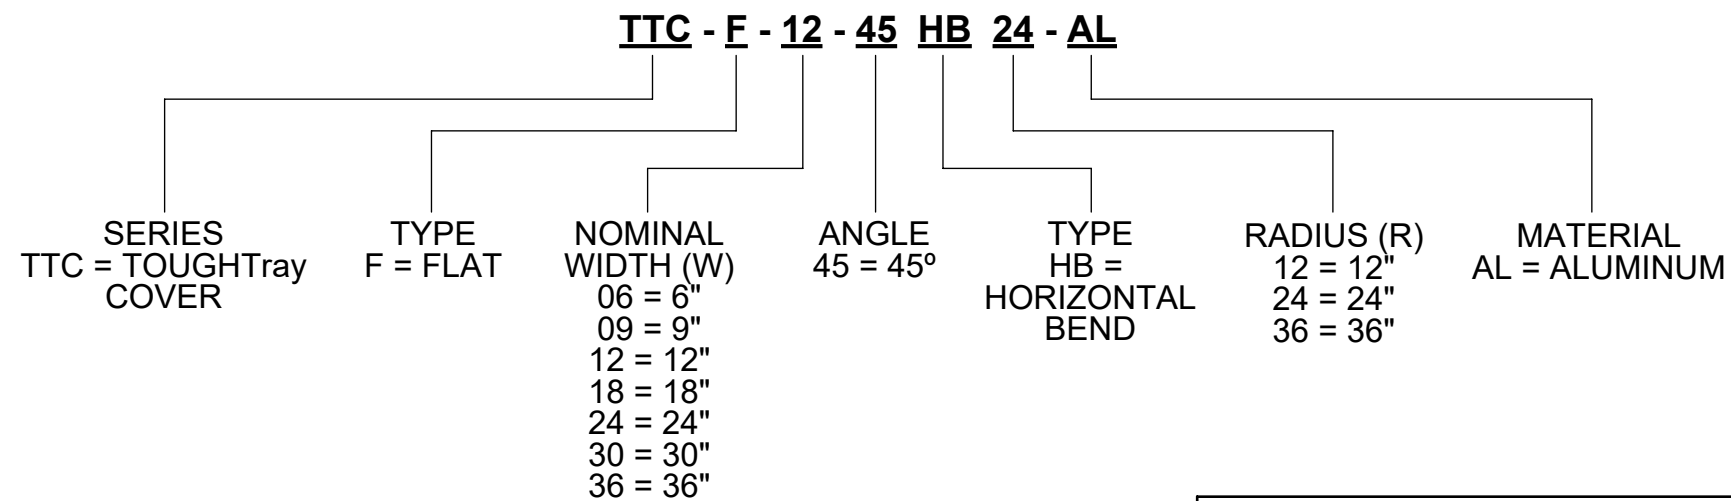 TTC - F - 12 - 45 HB 24 - AL
SERIES
TTC = TOUGHTray
COVER
TYPE
F = FLAT
NOMINAL
WIDTH (W)
06 = 6"
09 = 9"
12 = 12"
18 = 18"
24 = 24"
30 = 30"
36 = 36"
ANGLE
45 = 45º
TYPE
HB =
HORIZONTAL
BEND
RADIUS (R)
12 = 12"
24 = 24"
36 = 36"
MATERIAL
AL = ALUMINUM